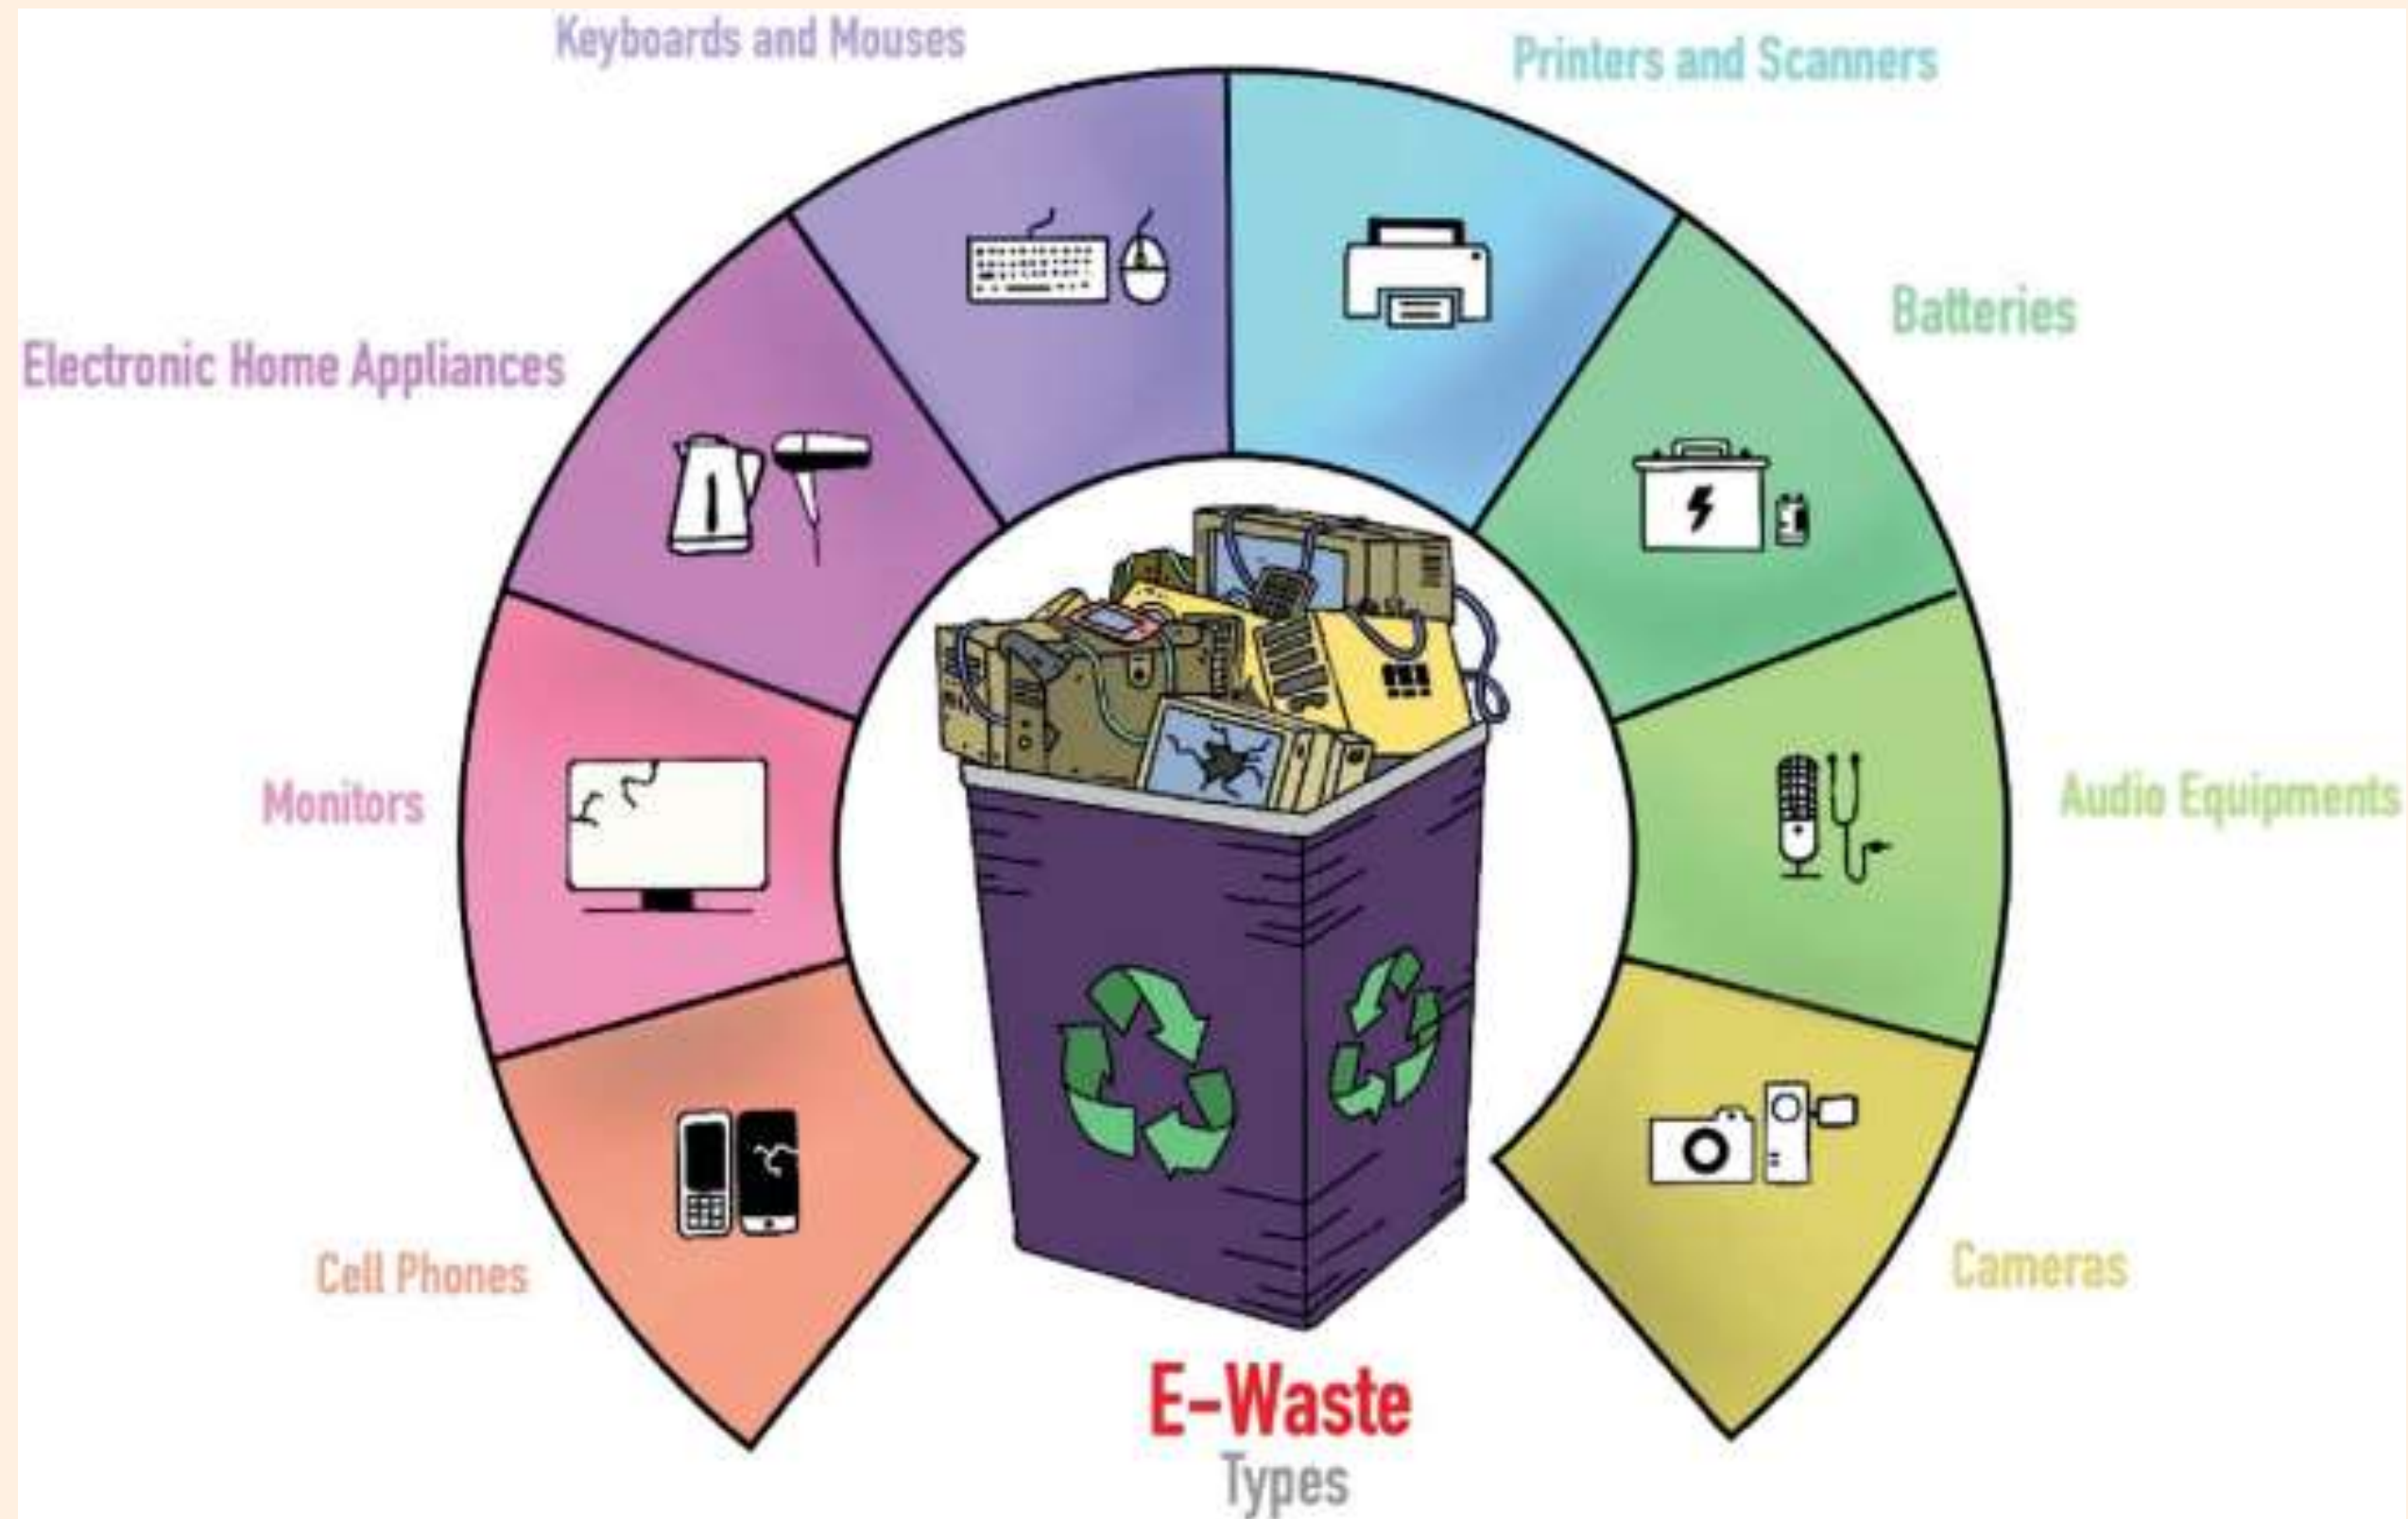 Keyboards and Mouses
Printers and Scanners
Batteries
Electronic Home Appliances
Monitors
Audio Equipments
Cell Phones
Cameras
E-Waste
Types